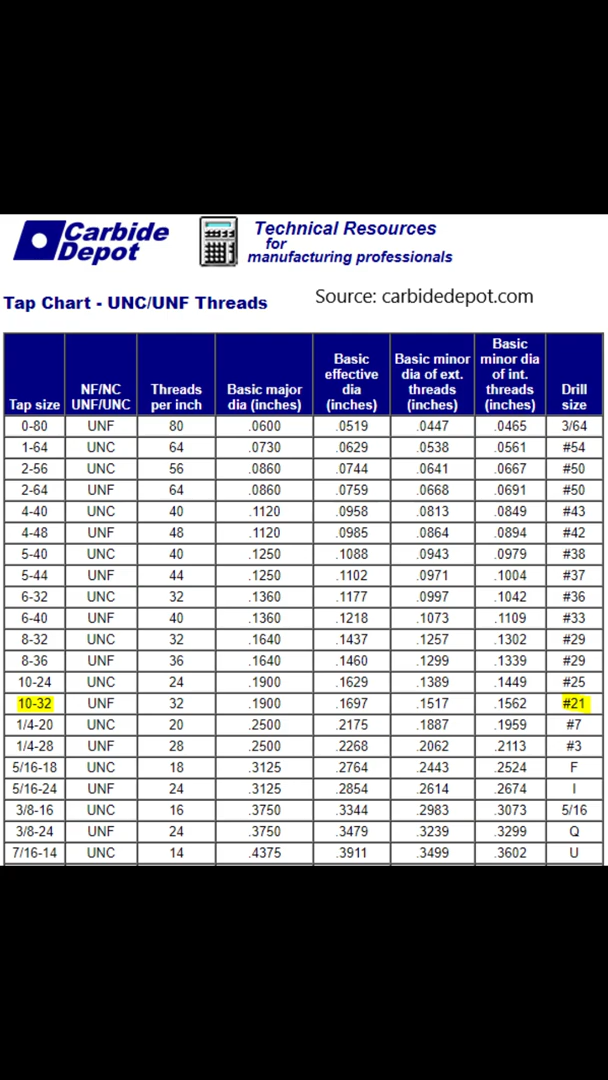 Carbide
Depot
Technical Resources
for
manufacturing professionals
Tap Chart - UNC/UNF Threads
Source: carbidedepot.com
Tap size NF/NC UNF/UNC Threads per inch Basic major dia (inches) Basic effective dia (inches) Basic minor dia of ext. threads (inches) Basic minor dia of int. threads (inches) Drill size
0-80 UNF 80 .0600 .0519 .0447 .0465 3/64
1-64 UNC 64 .0730 .0629 .0538 .0561 #54
2-56 UNC 56 .0860 .0744 .0641 .0667 #50
2-64 UNF 64 .0860 .0759 .0668 .0691 #50
4-40 UNC 40 .1120 .0958 .0813 .0849 #43
4-48 UNF 48 .1120 .0985 .0864 .0894 #42
5-40 UNC 40 .1250 .1088 .0943 .0979 #38
5-44 UNF 44 .1250 .1102 .0971 .1004 #37
6-32 UNC 32 .1360 .1177 .0997 .1042 #36
6-40 UNF 40 .1360 .1218 .1073 .1109 #33
8-32 UNC 32 .1640 .1437 .1257 .1302 #29
8-36 UNF 36 .1640 .1460 .1299 .1339 #29
10-24 UNC 24 .1900 .1629 .1389 .1449 #25
10-32 UNF 32 .1900 .1697 .1517 .1562 #21
1/4-20 UNC 20 .2500 .2175 .1887 .1959 #7
1/4-28 UNF 28 .2500 .2268 .2062 .2113 #3
5/16-18 UNC 18 .3125 .2764 .2443 .2524 F
5/16-24 UNF 24 .3125 .2854 .2614 .2674 I
3/8-16 UNC 16 .3750 .3344 .2983 .3073 5/16
3/8-24 UNF 24 .3750 .3479 .3239 .3299 Q
7/16-14 UNC 14 .4375 .3911 .3499 .3602 U